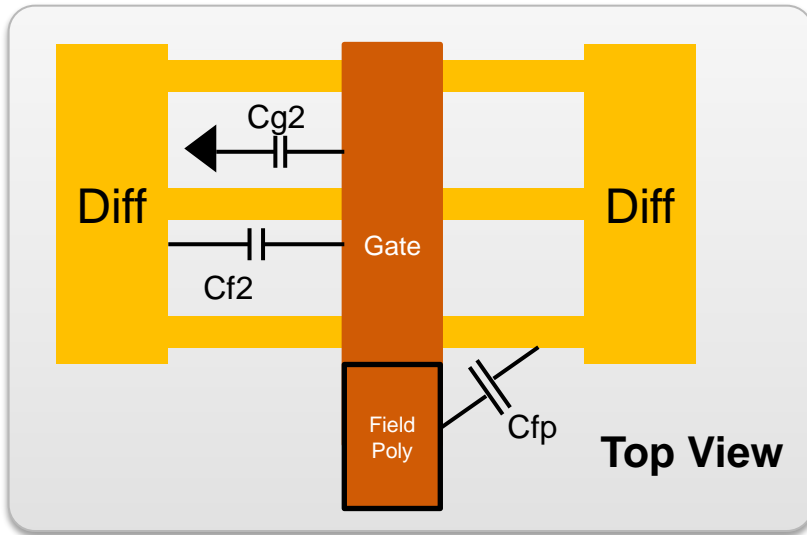 Cg2
Diff
Diff
Gate
Cf2
Field
Poly
Cfp
Top View